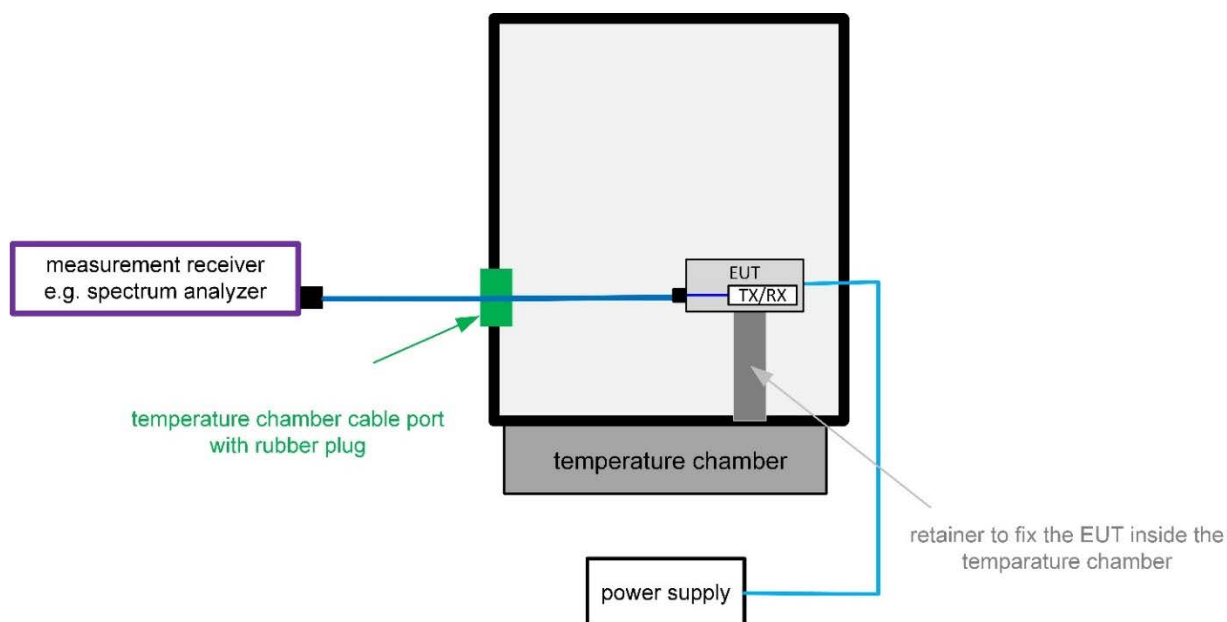 measurement receiver
e.g. spectrum analyzer
EUT
TX/RX
temperature chamber cable port
with rubber plug
temperature chamber
retainer to fix the EUT inside the
temparature chamber
power supply